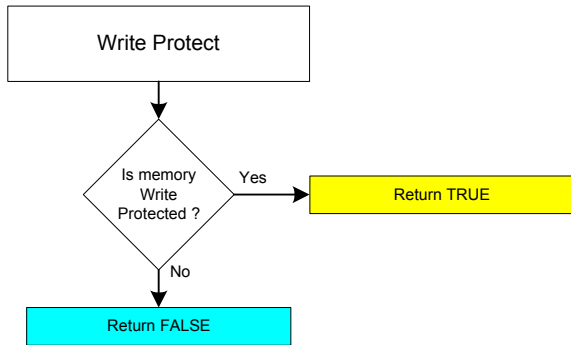 Write Protect
Is memory
Write
Protected ?
Yes
Return TRUE
No
Return FALSE